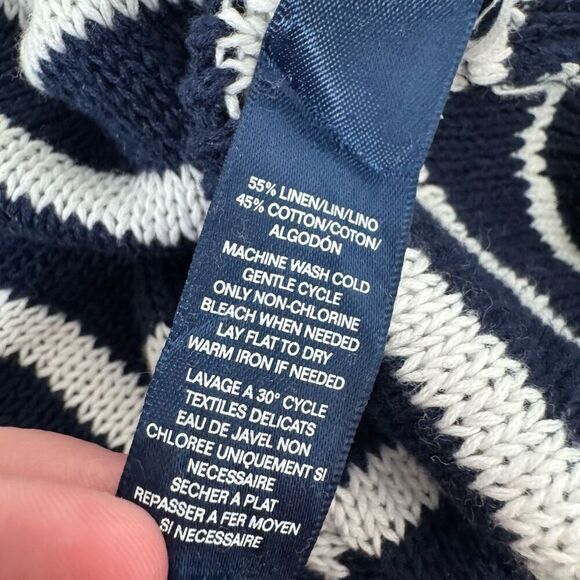 55% LINEN/LIN/LINO
45% COTTON/COTON/
ALGODÓN
MACHINE WASH COLD
GENTLE CYCLE
ONLY NON-CHLORINE
BLEACH WHEN NEEDED
LAY FLAT TO DRY
WARM IRON IF NEEDED
LAVAGE A 30° CYCLE
TEXTILES DELICATS
EAU DE JAVEL NON
CHLOREE UNIQUEMENT SI
NECESSAIRE
SECHER A PLAT
REPASSER A FER MOYEN
SI NECESSAIRE